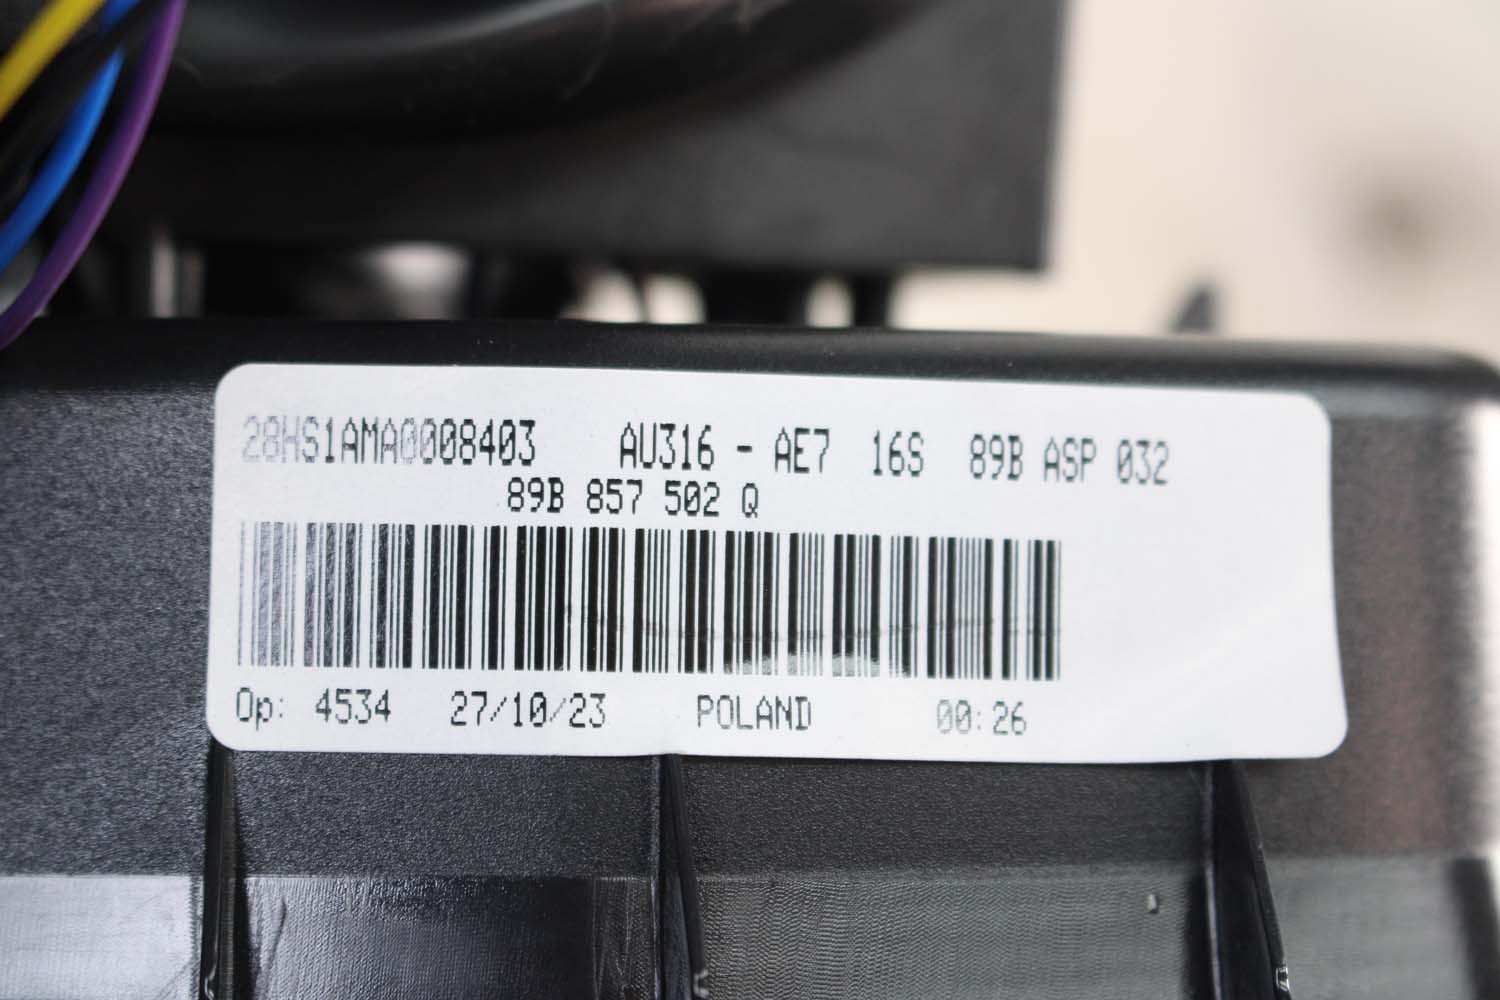 28HS1AMA0008403 AU316 - AE7 16S 89B ASP 032
89B 857 502 Q
Op: 4534 27/10/23 POLAND 00:26